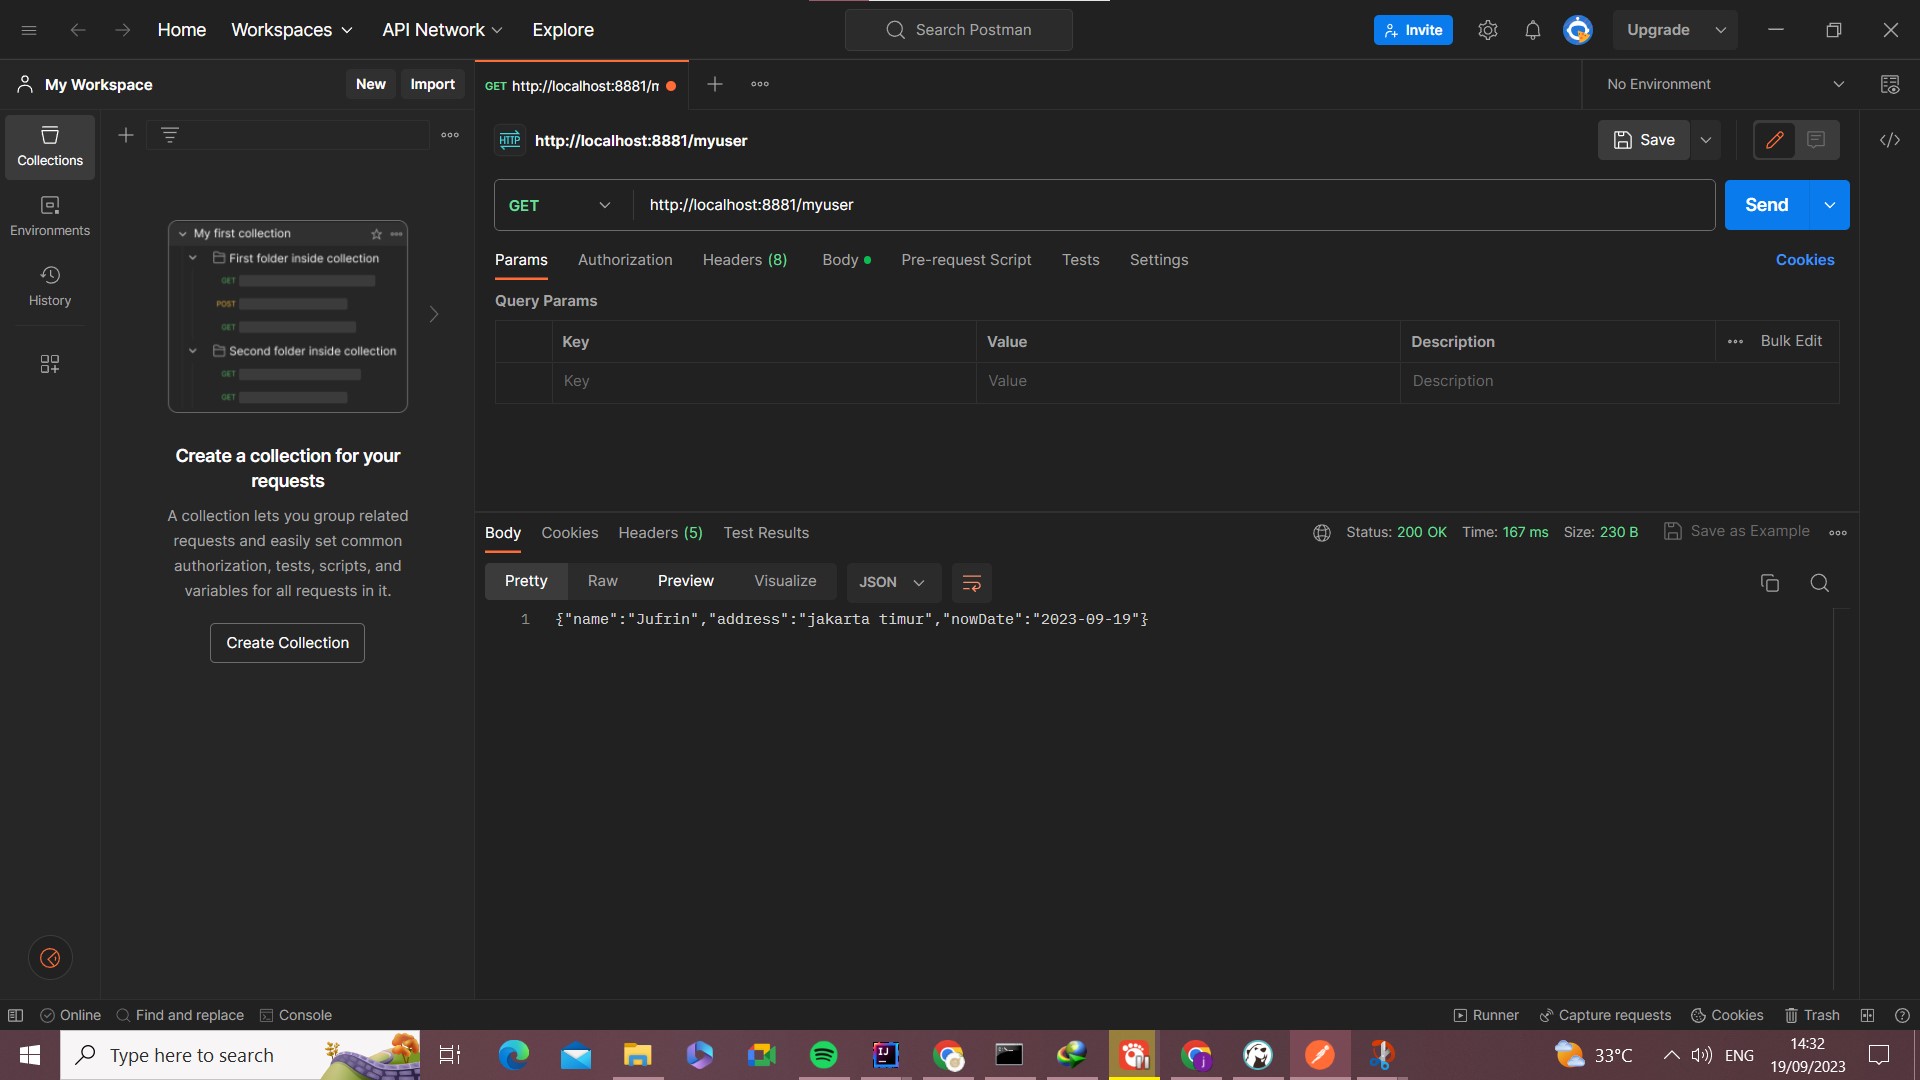 Home Workspaces API Network Explore
Search Postman
Invite
Upgrade
My Workspace
New Import
GET http://localhost:8881/m
No Environment
Collections
Environments
History
My first collection
First folder inside collection
GET
POST
GET
Second folder inside collection
GET
GET
Create a collection for your
requests
A collection lets you group related
requests and easily set common
authorization, tests, scripts, and
variables for all requests in it.
Create Collection
HTTP http://localhost:8881/myuser
Save
GET http://localhost:8881/myuser
Send
Params Authorization Headers (8) Body Pre-request Script Tests Settings Cookies
Query Params
Key Value Description Bulk Edit
Key Value Description
Body Cookies Headers (5) Test Results
Status: 200 OK Time: 167 ms Size: 230 B Save as Example
Pretty Raw Preview Visualize JSON
1 {"name":"Jufrin","address":"jakarta timur","nowDate":"2023-09-19"}
Online Find and replace Console
Runner Capture requests Cookies Trash
Type here to search
33°C ENG
14:32
19/09/2023